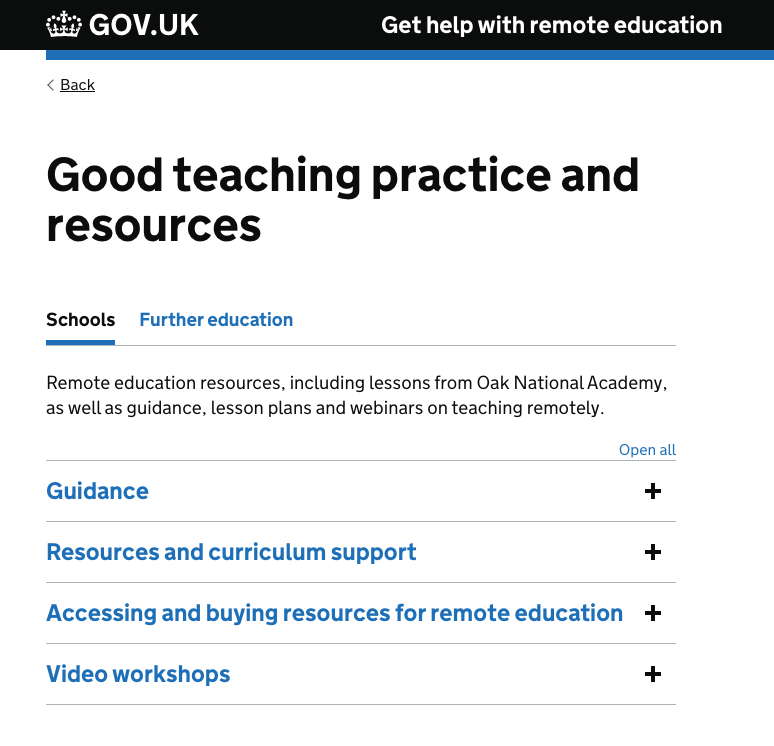 GOV.UK
Get help with remote education
Back
Good teaching practice and
resources
Schools
Further education
Remote education resources, including lessons from Oak National Academy,
as well as guidance, lesson plans and webinars on teaching remotely.
Open all
Guidance
Resources and curriculum support
Accessing and buying resources for remote education
Video workshops